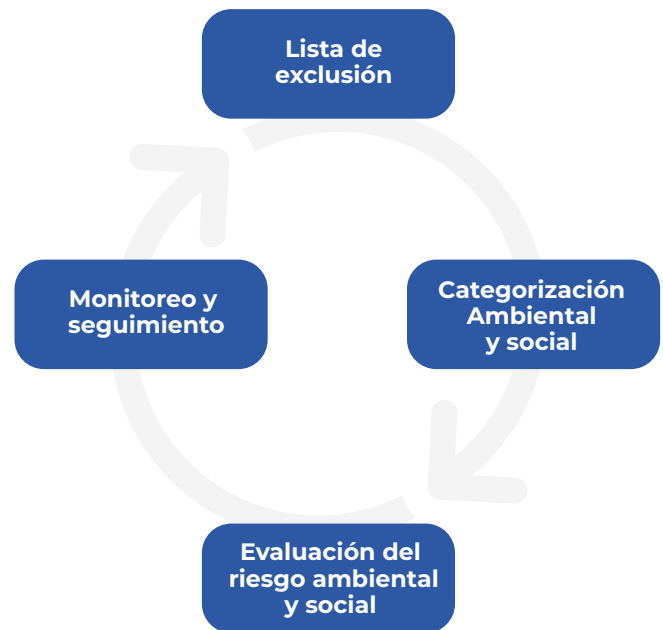 Lista de
exclusión
Categorización
Ambiental
y social
Evaluación del
riesgo ambiental
y social
Monitoreo y
seguimiento